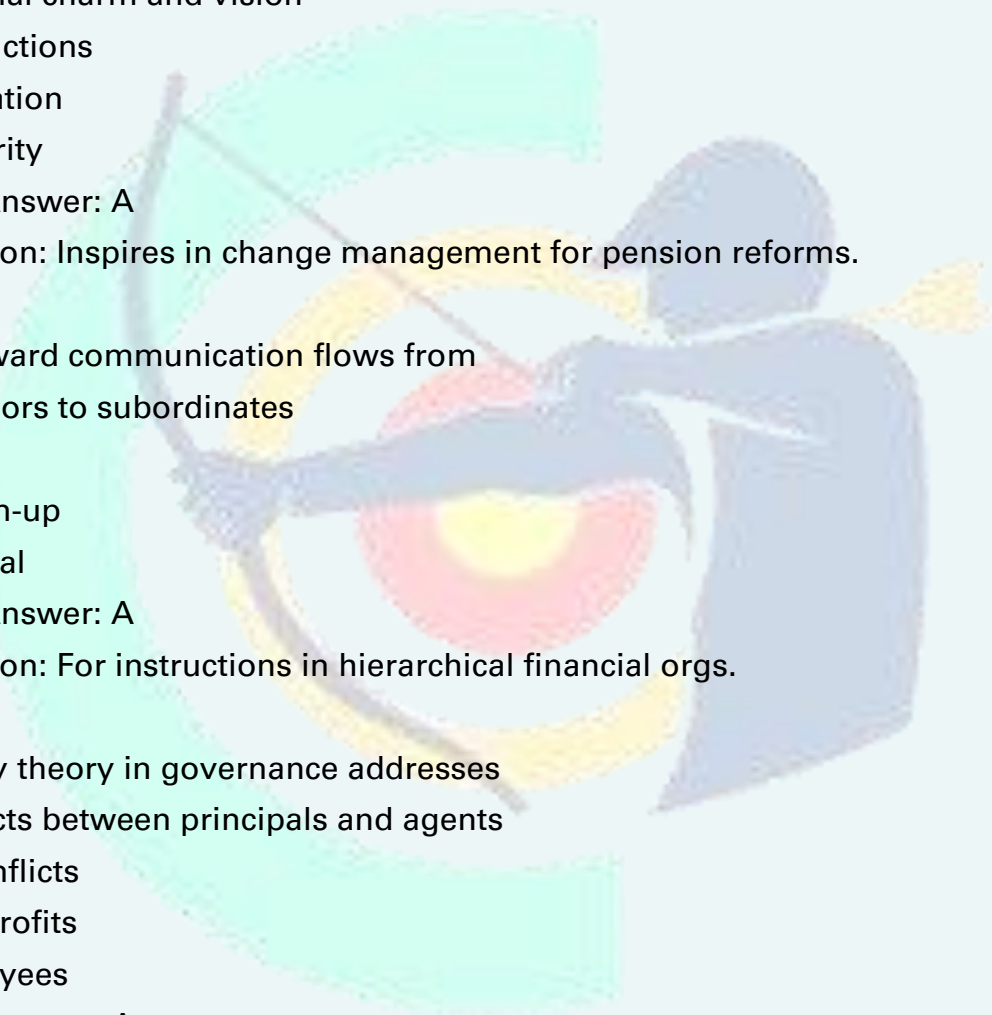 nal charm and vision
ctions
ation
rity
nswer: A
on: Inspires in change management for pension reforms.
ward communication flows from
ors to subordinates
n-up
al
nswer: A
on: For instructions in hierarchical financial orgs.
y theory in governance addresses
cts between principals and agents
nflicts
rofits
yees